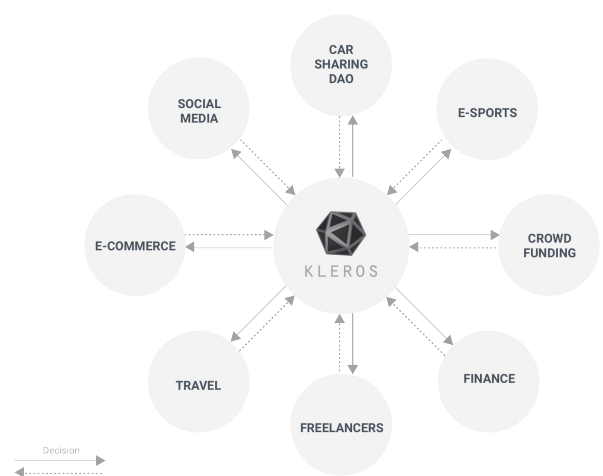 CAR
SHARING
DAO
SOCIAL
MEDIA
E-SPORTS
E-COMMERCE
KLEROS
CROWD
FUNDING
TRAVEL
FINANCE
FREELANCERS
Decision